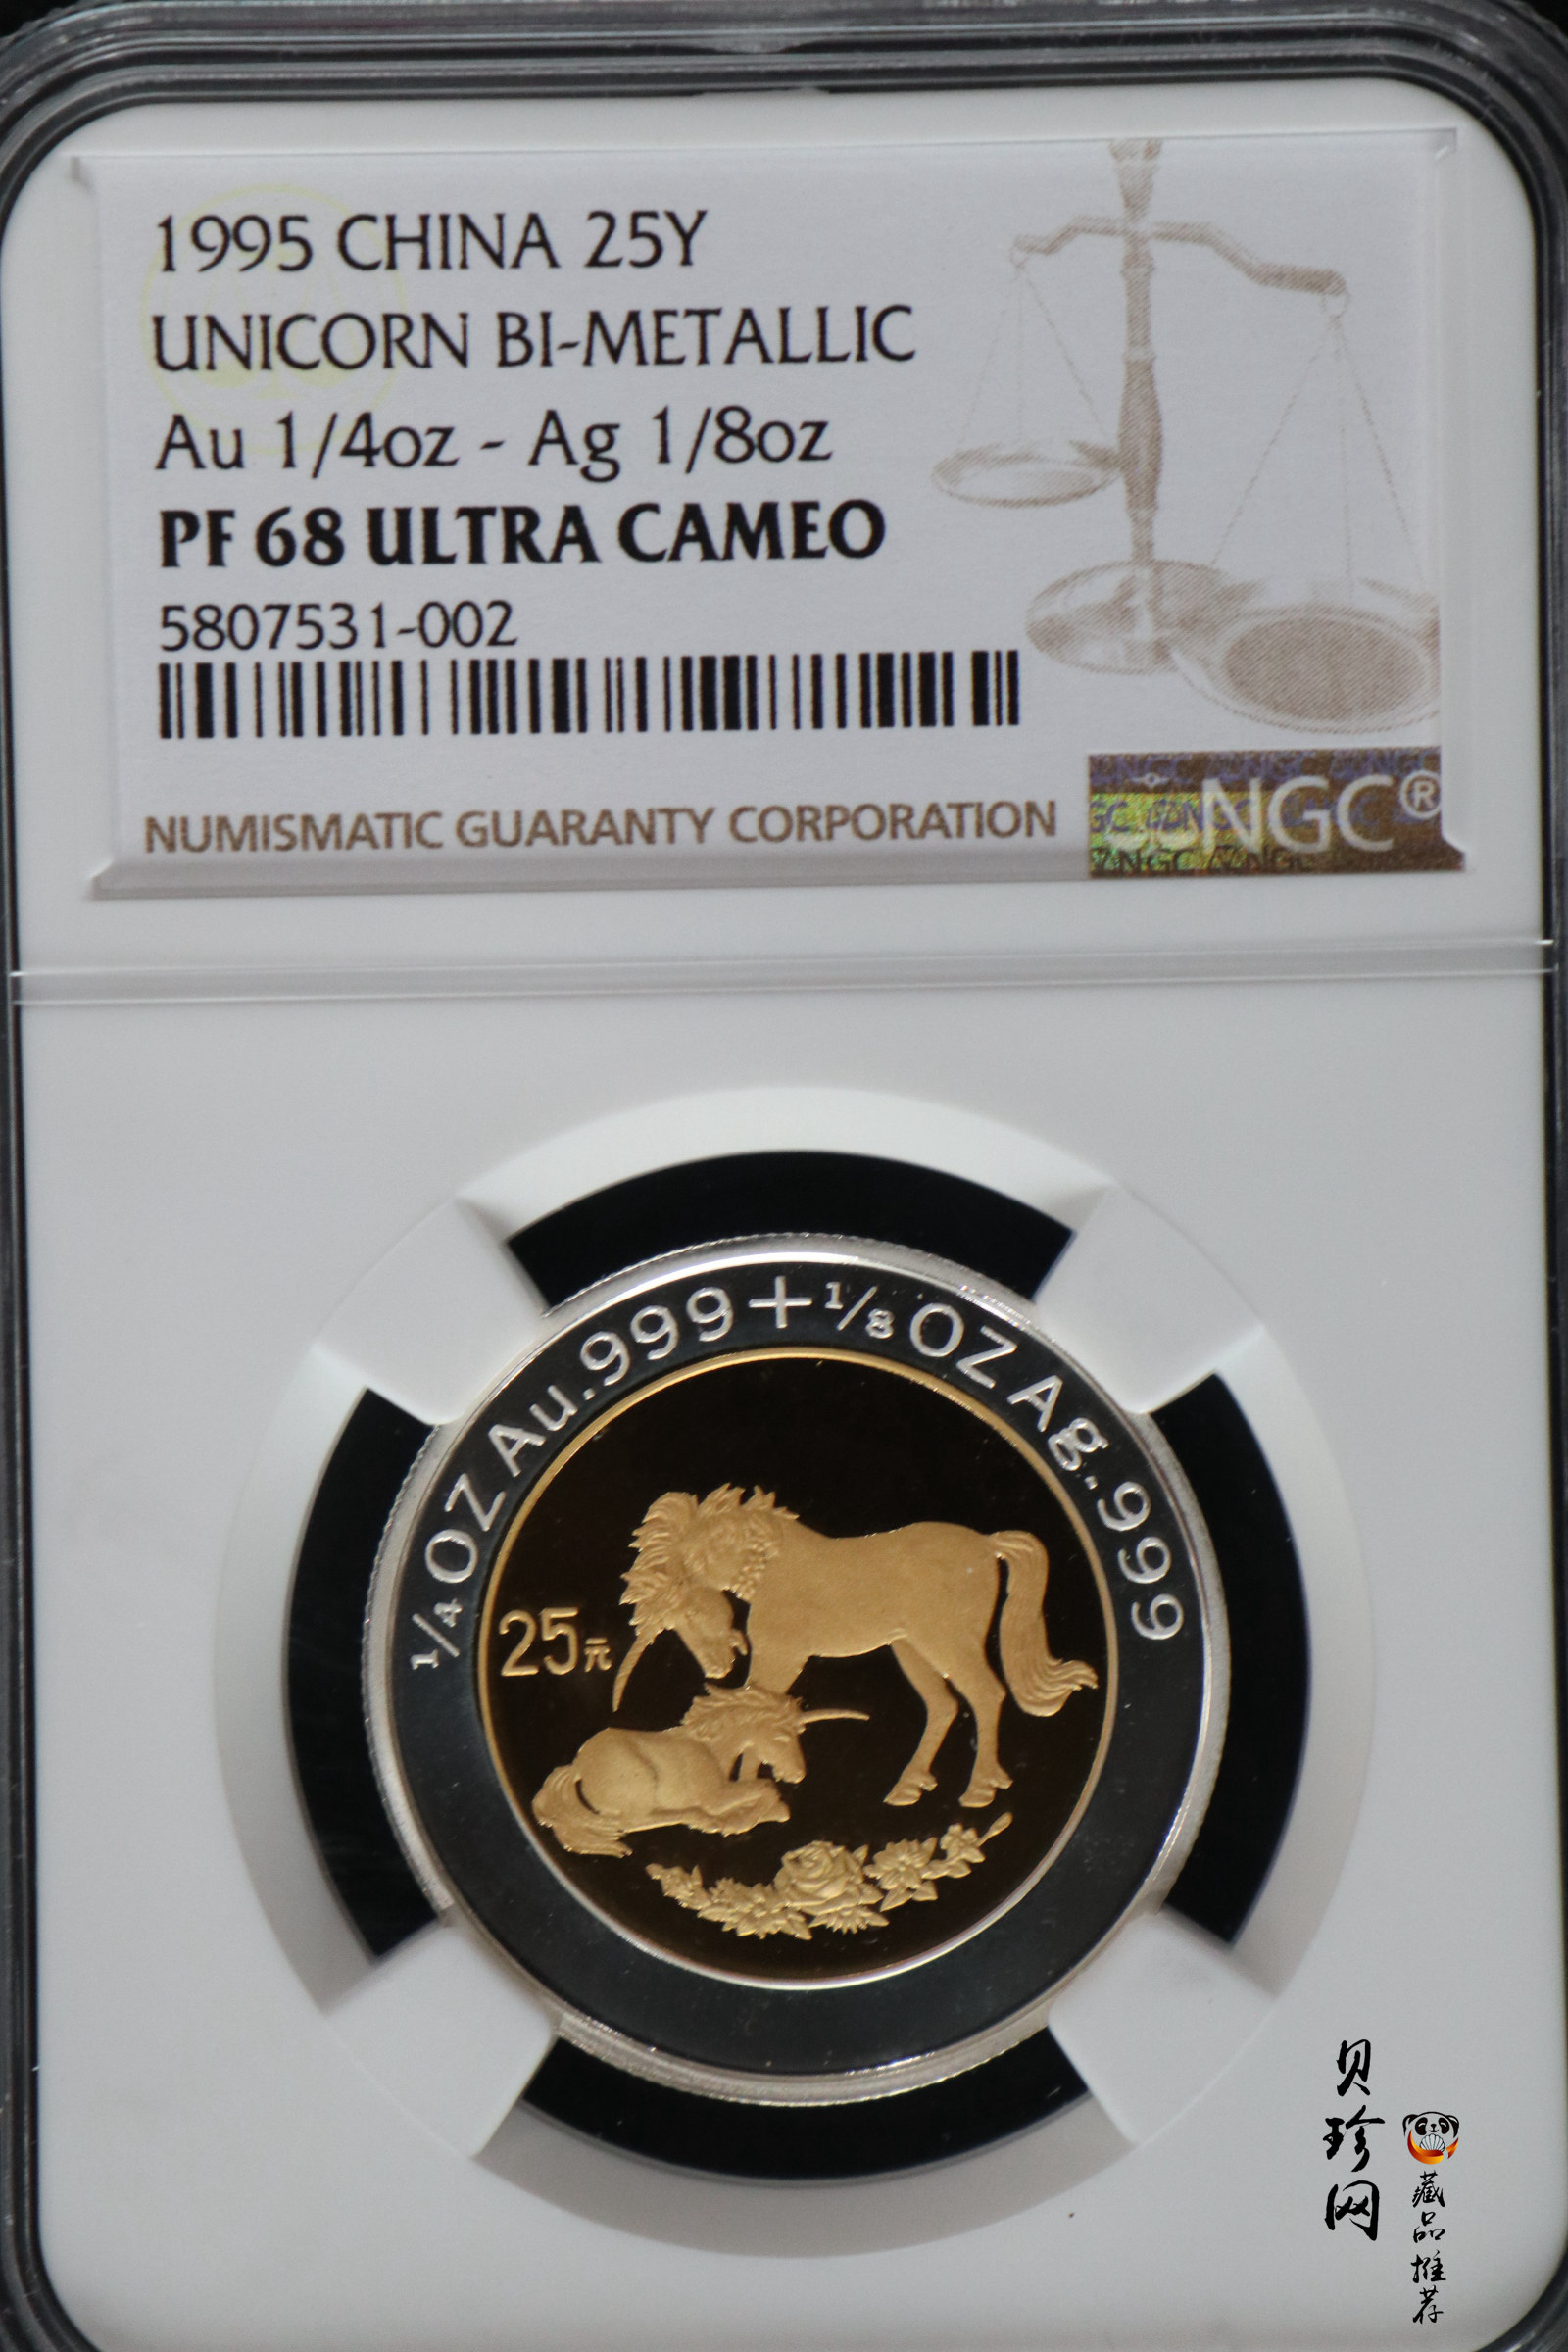 1995 CHINA 25Y
UNICORN BI-METALLIC
Au 1/4oz - Ag 1/8oz
PF 68 ULTRA CAMEO
5807531-002
NUMISMATIC GUARANTY CORPORATION
NGC®
1/4 OZ Au.999+1/8 OZ Ag.999
25元
贝珍网
藏品推荐